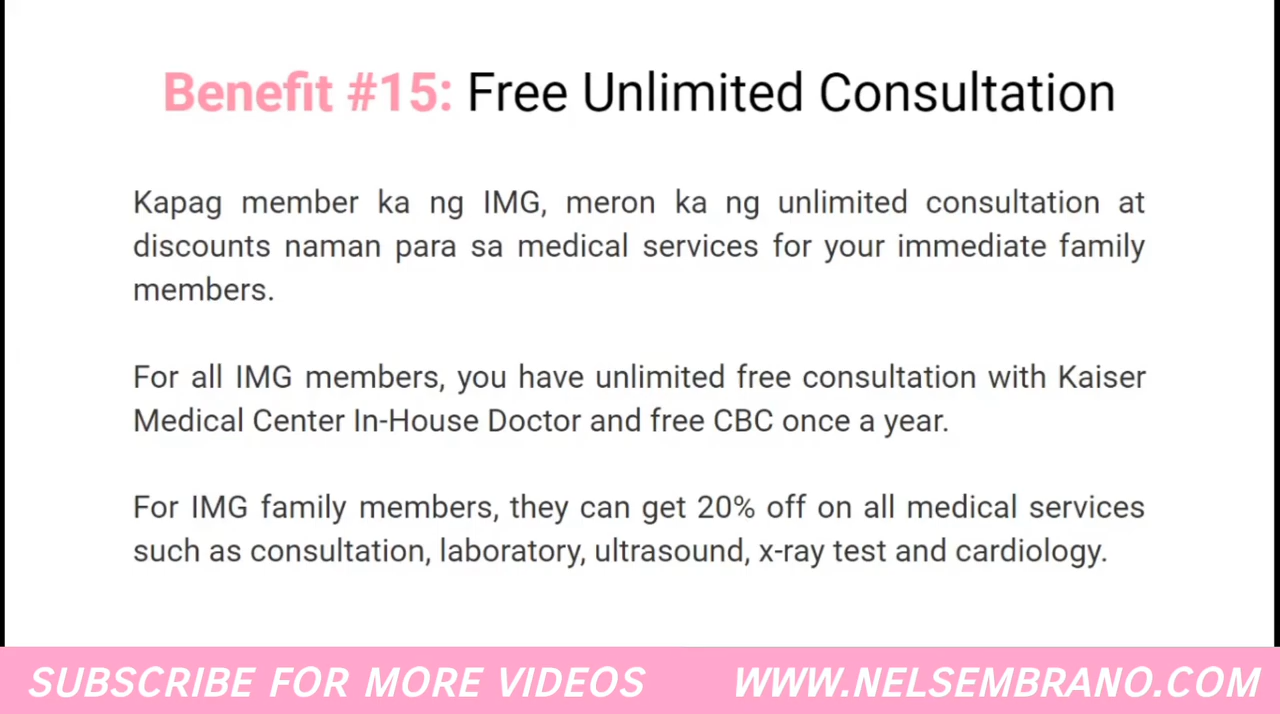 Benefit #15: Free Unlimited Consultation
Kapag member ka ng IMG, meron ka ng unlimited consultation at
discounts naman para sa medical services for your immediate family
members.
For all IMG members, you have unlimited free consultation with Kaiser
Medical Center In-House Doctor and free CBC once a year.
For IMG family members, they can get 20% off on all medical services
such as consultation, laboratory, ultrasound, x-ray test and cardiology.
SUBSCRIBE FOR MORE VIDEOS
WWW.NELSEMBRANO.COM